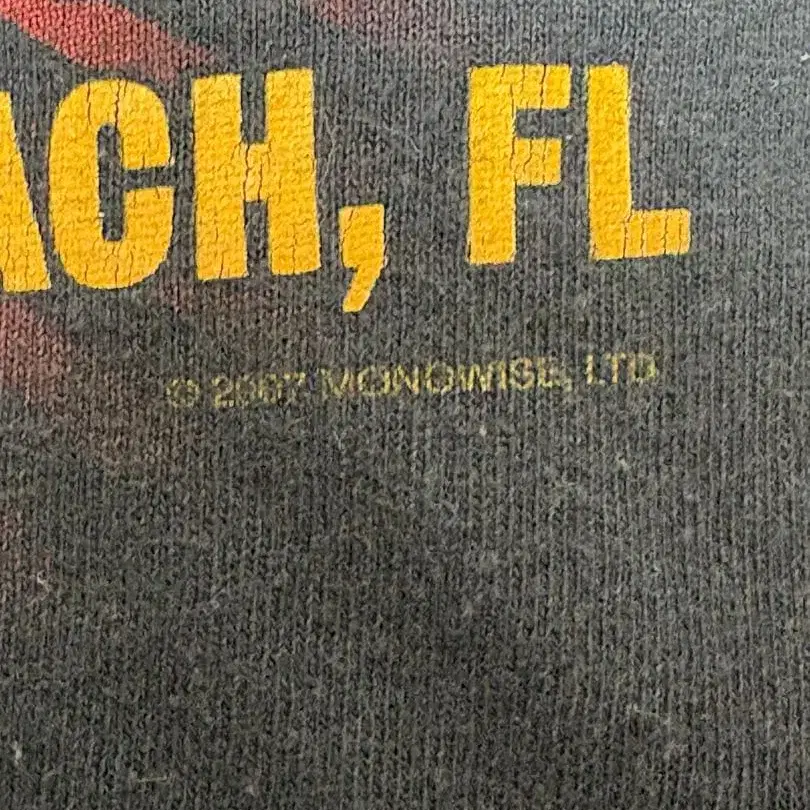 ACH, FL
© 2007 MONOWISE, LTD.